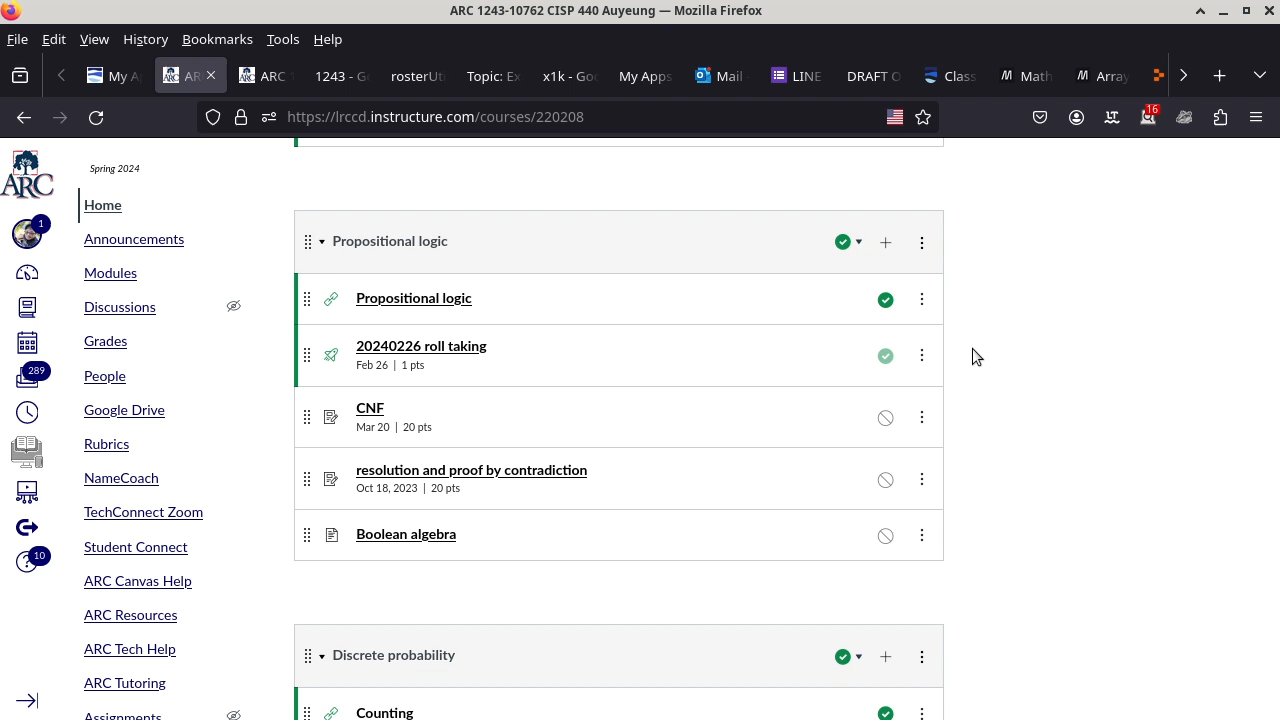 ARC 1243-10762 CISP 440 Auyeung — Mozilla Firefox
File Edit View History Bookmarks Tools Help
My A AR ARC 1243 - Go rosterUt Topic: Ex x1k - Goo My Apps Mail LINE DRAFT O Class Math Array
https://lrccd.instructure.com/courses/220208
16
ARC
Spring 2024
1
289
10
Home
Announcements
Modules
Discussions
Grades
People
Google Drive
Rubrics
NameCoach
TechConnect Zoom
Student Connect
ARC Canvas Help
ARC Resources
ARC Tech Help
ARC Tutoring
Assignments
Propositional logic
Propositional logic
20240226 roll taking
Feb 26 | 1 pts
CNF
Mar 20 | 20 pts
resolution and proof by contradiction
Oct 18, 2023 | 20 pts
Boolean algebra
Discrete probability
Counting